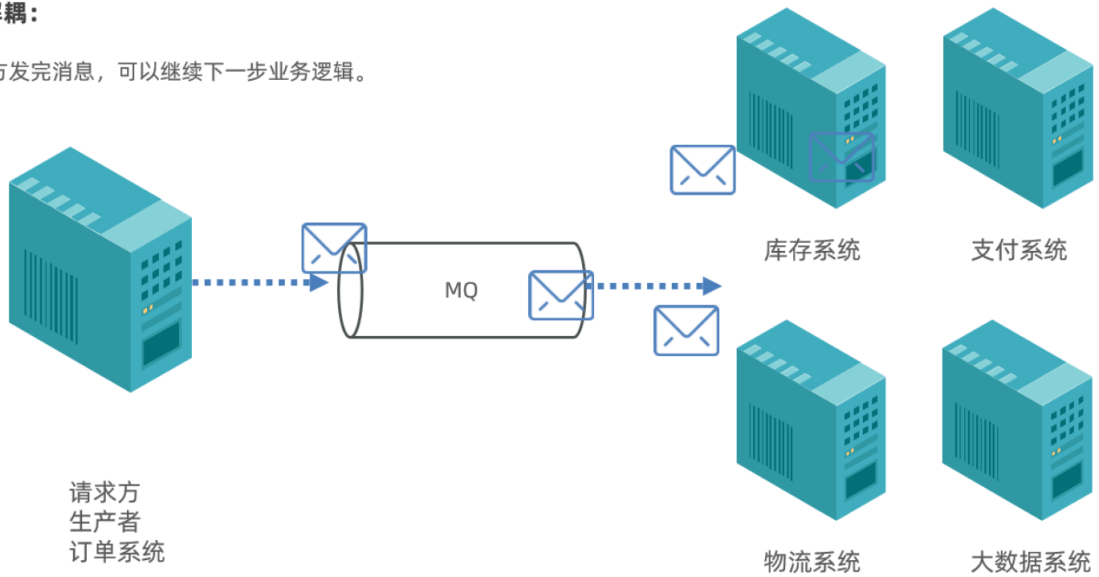 耦：
发完消息，可以继续下一步业务逻辑。
MQ
库存系统
支付系统
请求方
生产者
订单系统
物流系统
大数据系统